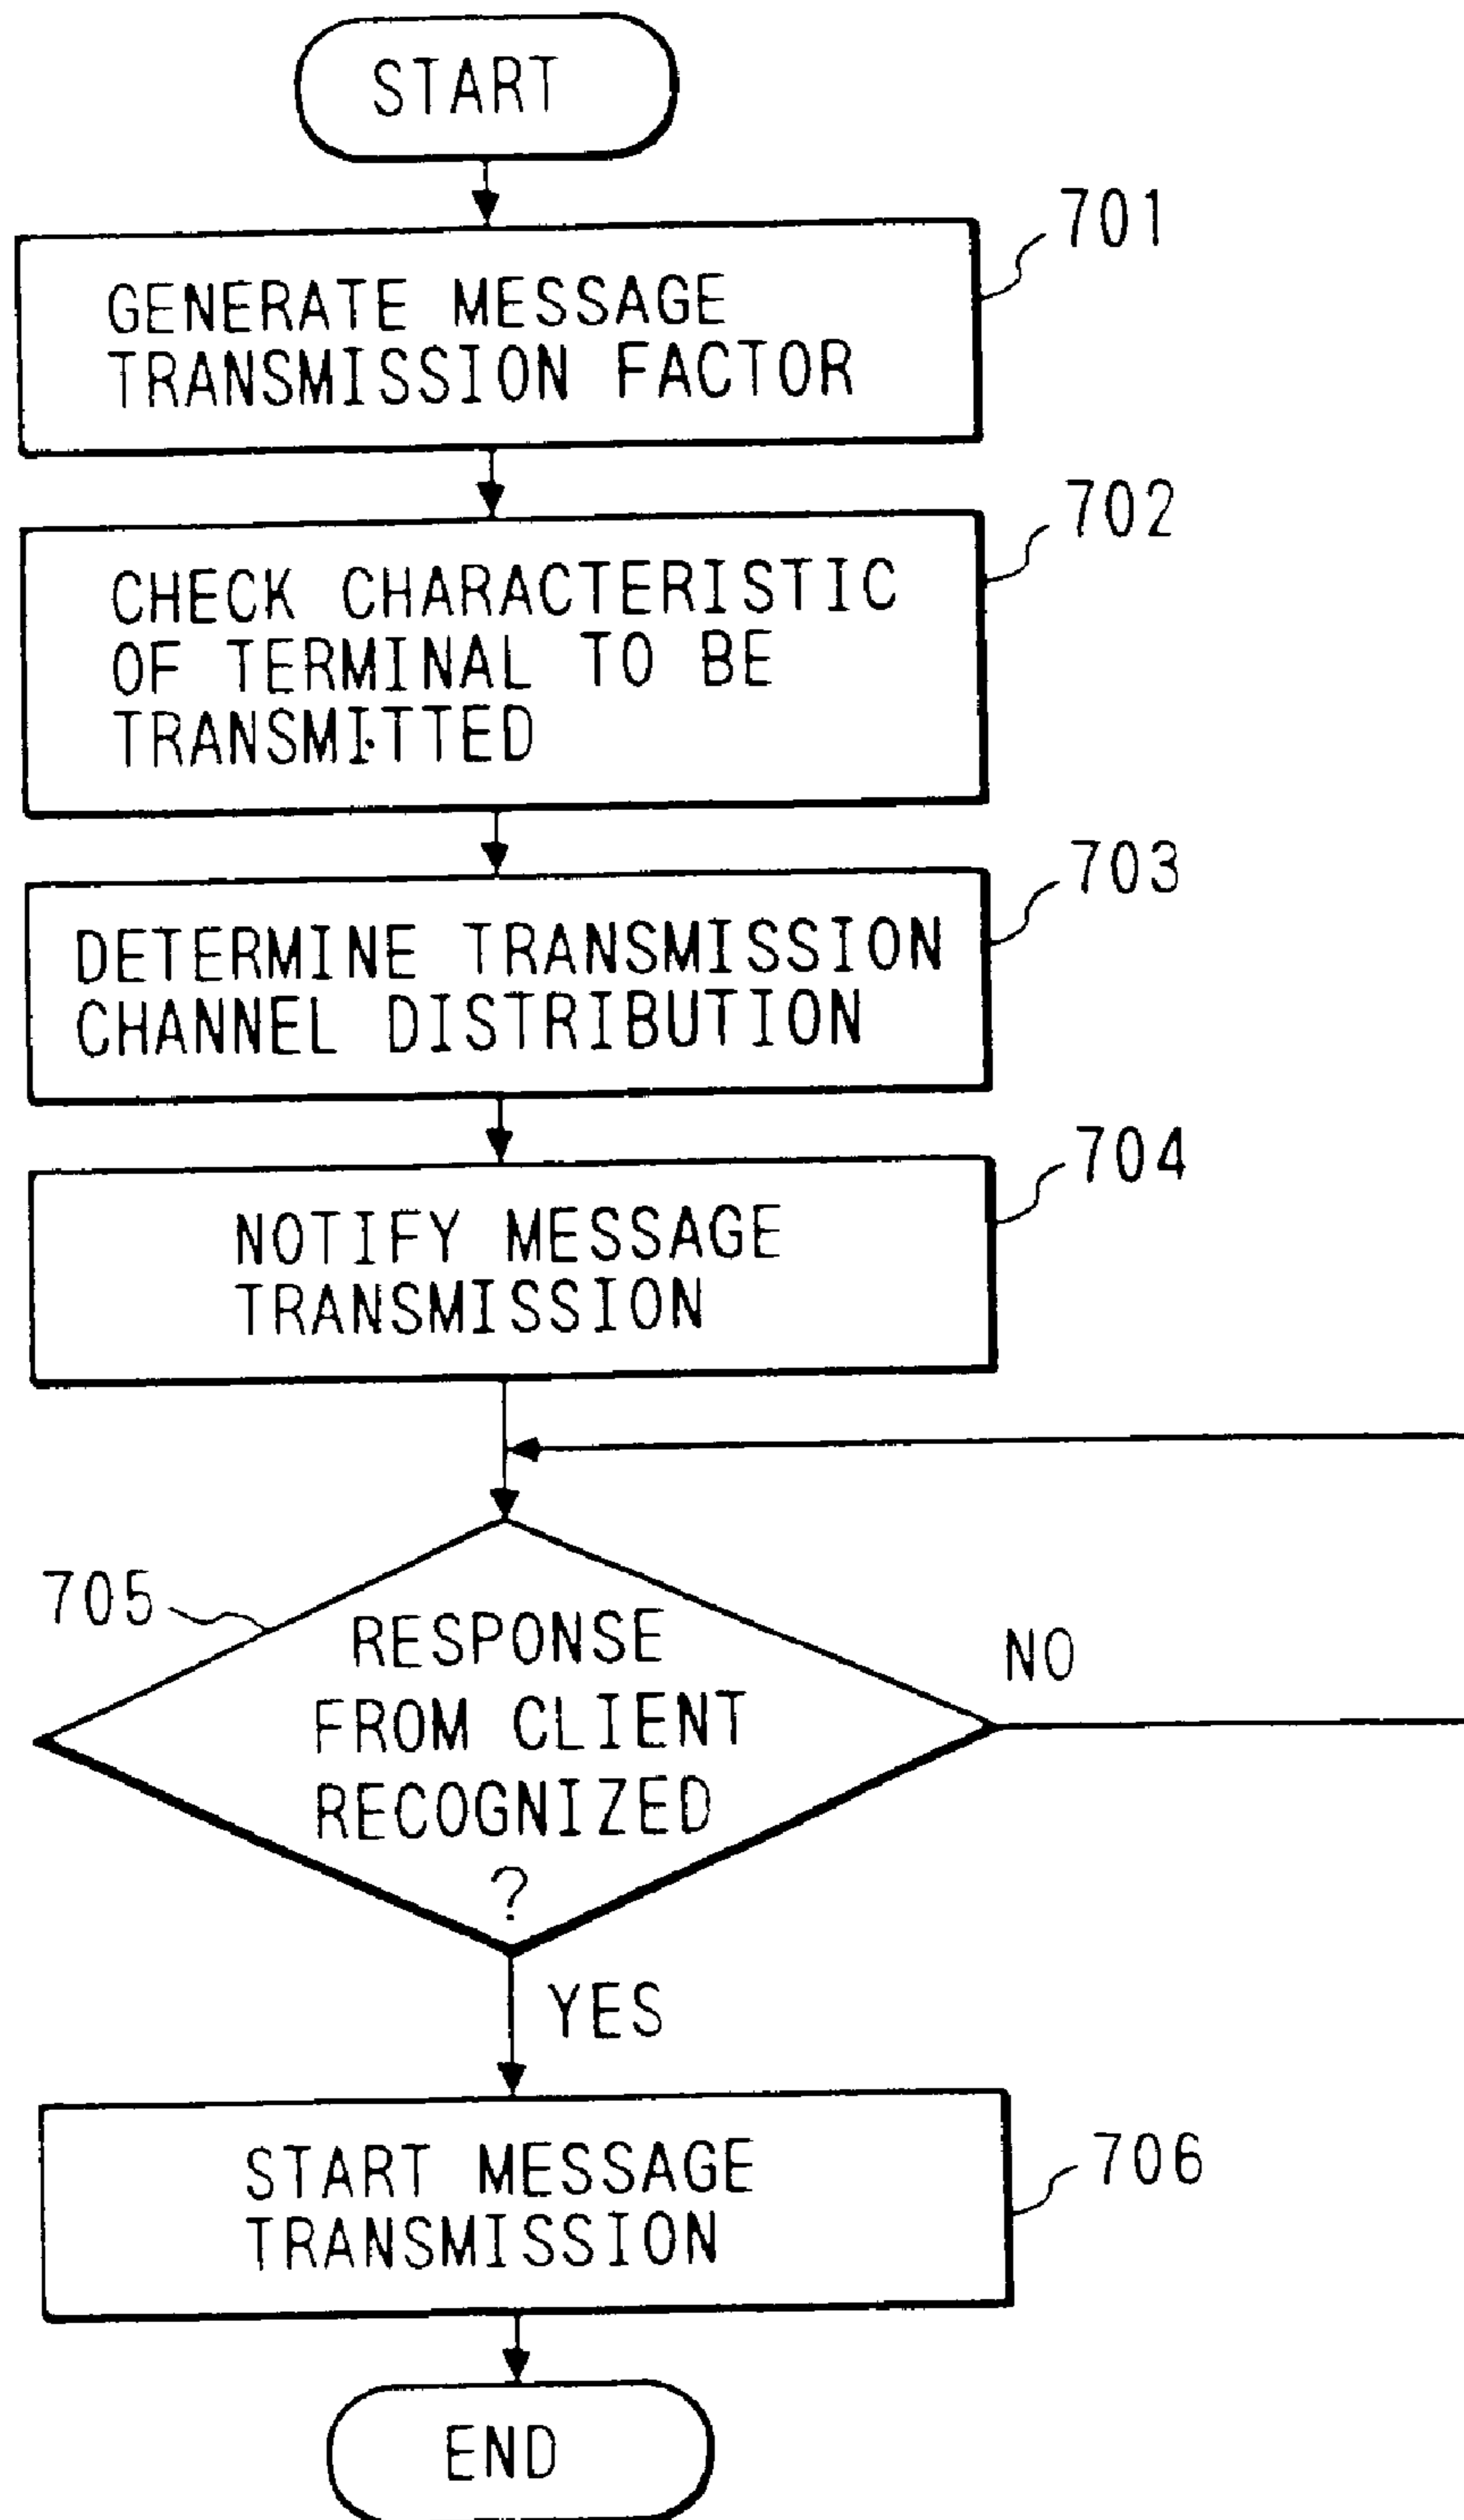 START
701
GENERATE MESSAGE
TRANSMISSION FACTOR
702
CHECK CHARACTERISTIC
OF TERMINAL TO BE
TRANSMITTED
703
DETERMINE TRANSMISSION
CHANNEL DISTRIBUTION
704
NOTIFY MESSAGE
TRANSMISSION
705
RESPONSE
FROM CLIENT
RECOGNIZED
?
NO
YES
706
START MESSAGE
TRANSMISSION
END